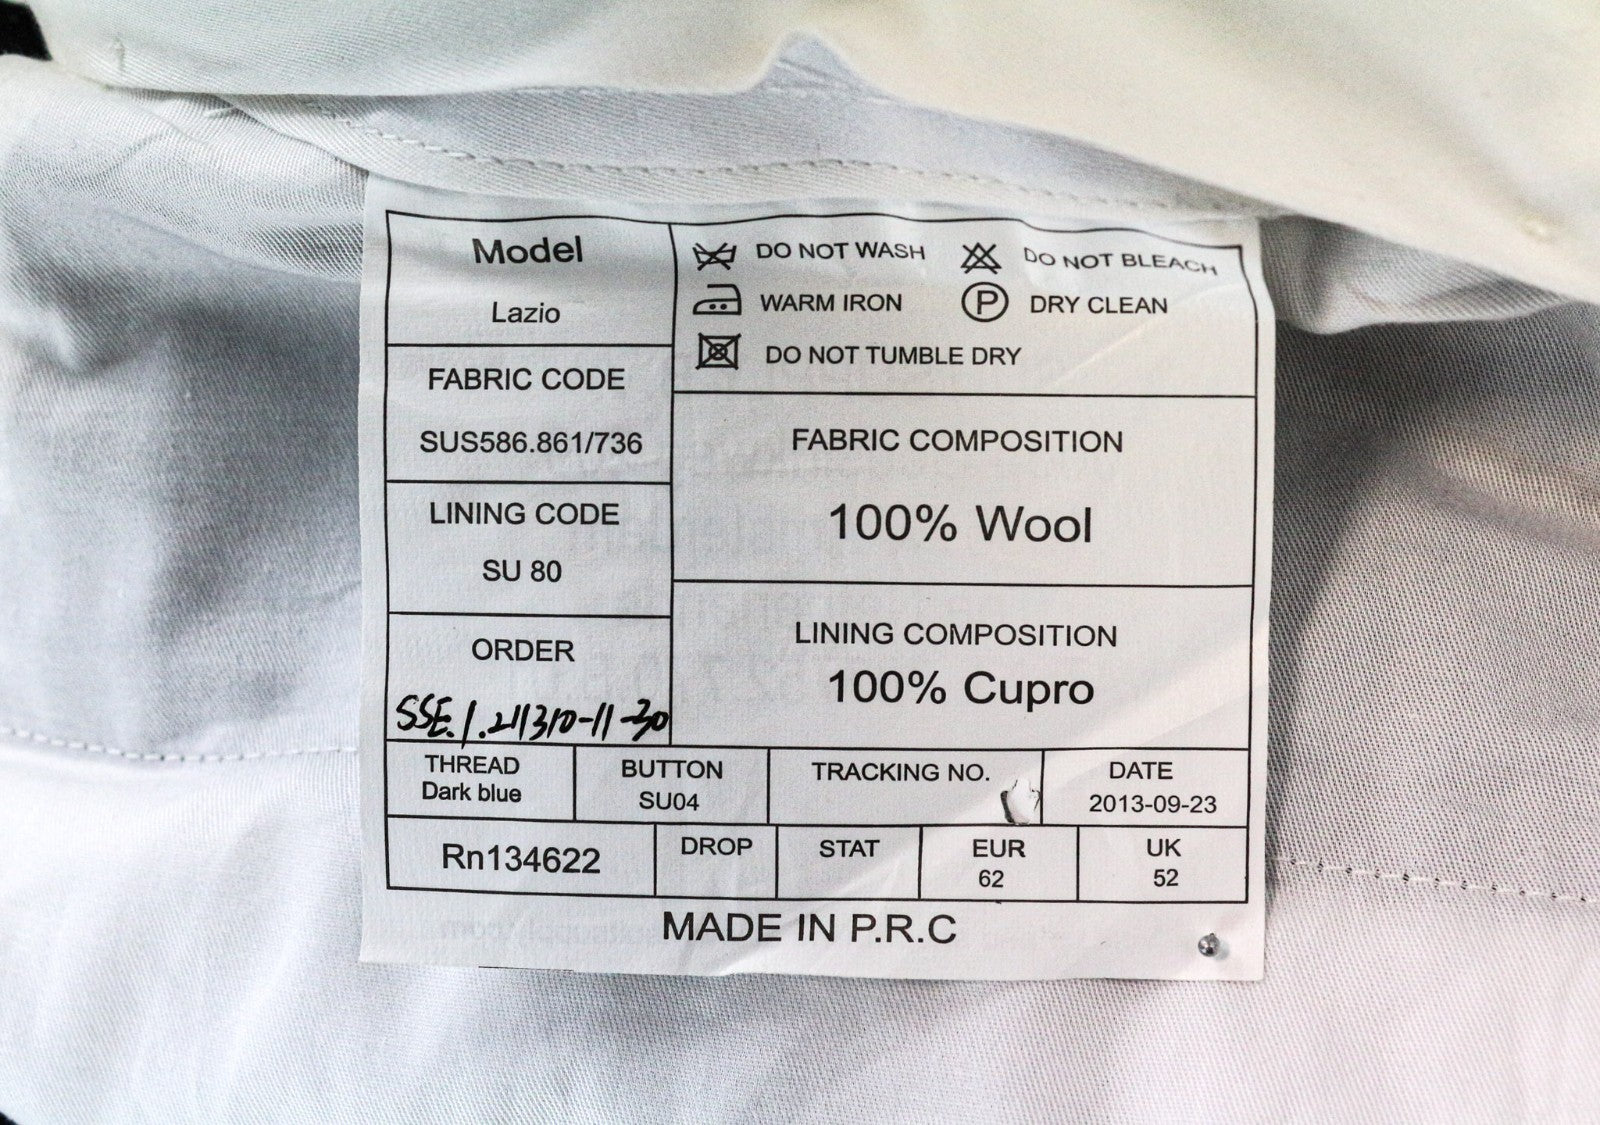 Model
Lazio
FABRIC CODE
SUS586.861/736
LINING CODE
SU 80
ORDER
SSE.1.211310-11-30
DO NOT WASH
DO NOT BLEACH
WARM IRON
P
DRY CLEAN
DO NOT TUMBLE DRY
FABRIC COMPOSITION
100% Wool
LINING COMPOSITION
100% Cupro
THREAD
Dark blue
BUTTON
SU04
TRACKING NO.
DATE
2013-09-23
Rn134622
DROP
STAT
EUR
62
UK
52
MADE IN P.R.C